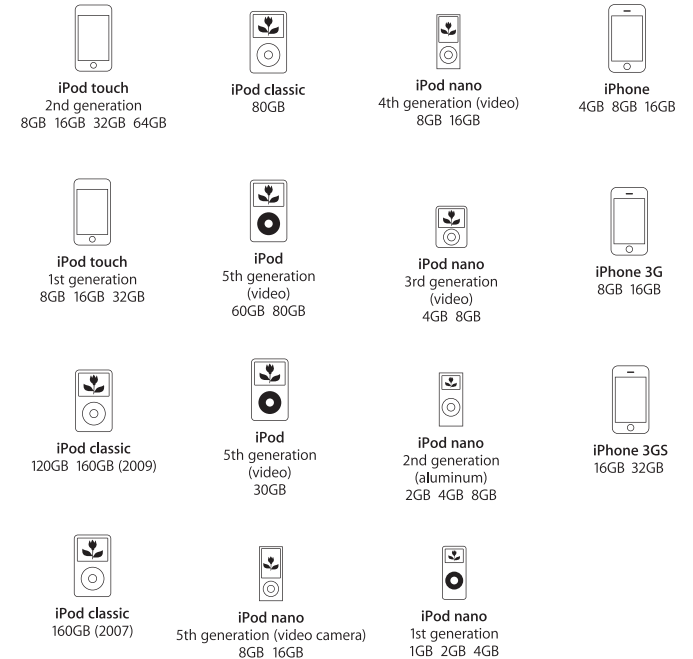 iPod touch
2nd generation
8GB 16GB 32GB 64GB
iPod classic
80GB
iPod nano
4th generation (video)
8GB 16GB
iPhone
4GB 8GB 16GB
iPod touch
1st generation
8GB 16GB 32GB
iPod
5th generation
(video)
60GB 80GB
iPod nano
3rd generation
(video)
4GB 8GB
iPhone 3G
8GB 16GB
iPod classic
120GB 160GB (2009)
iPod
5th generation
(video)
30GB
iPod nano
2nd generation
(aluminum)
2GB 4GB 8GB
iPhone 3GS
16GB 32GB
iPod classic
160GB (2007)
iPod nano
5th generation (video camera)
8GB 16GB
iPod nano
1st generation
1GB 2GB 4GB